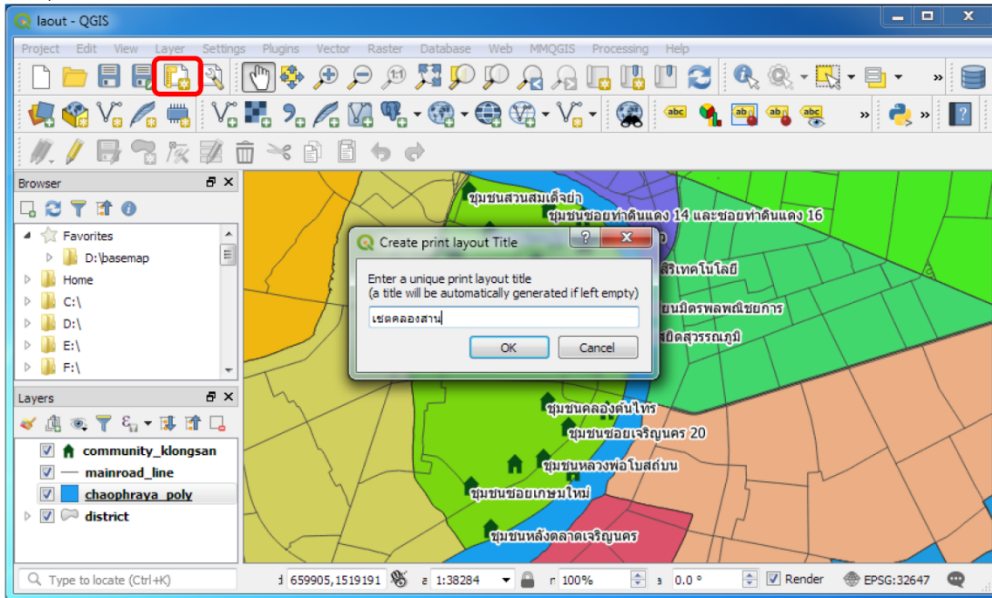 laout - QGIS
Project Edit View Layer Settings Plugins Vector Raster Database Web MMQGIS Processing Help
Browser
Favorites
D:\basemap
Home
C:\
D:\
E:\
F:\
Layers
community_klongsan
mainroad_line
chaophraya_poly
district
ชุมชนสวนสมเด็จย่า
ชุมชนซอยท่าดินแดง 14 และซอยท่าดินแดง 16
Create print layout Title
Enter a unique print layout title
(a title will be automatically generated if left empty)
เขตคลองสาน
OK Cancel
สิริเทคโนโลยี
ยนมิตรพลพณิชยการ
ชุมชนคลองต้นไทร
ชุมชนซอยเจริญนคร 20
ชุมชนหลวงพ่อโบสถ์บน
ชุมชนซอยเกษมใหม่
ชุมชนหลังตลาดเจริญนคร
Type to locate (Ctrl+K) 659905,1519191 1:38284 100% 0.0 ° Render EPSG:32647